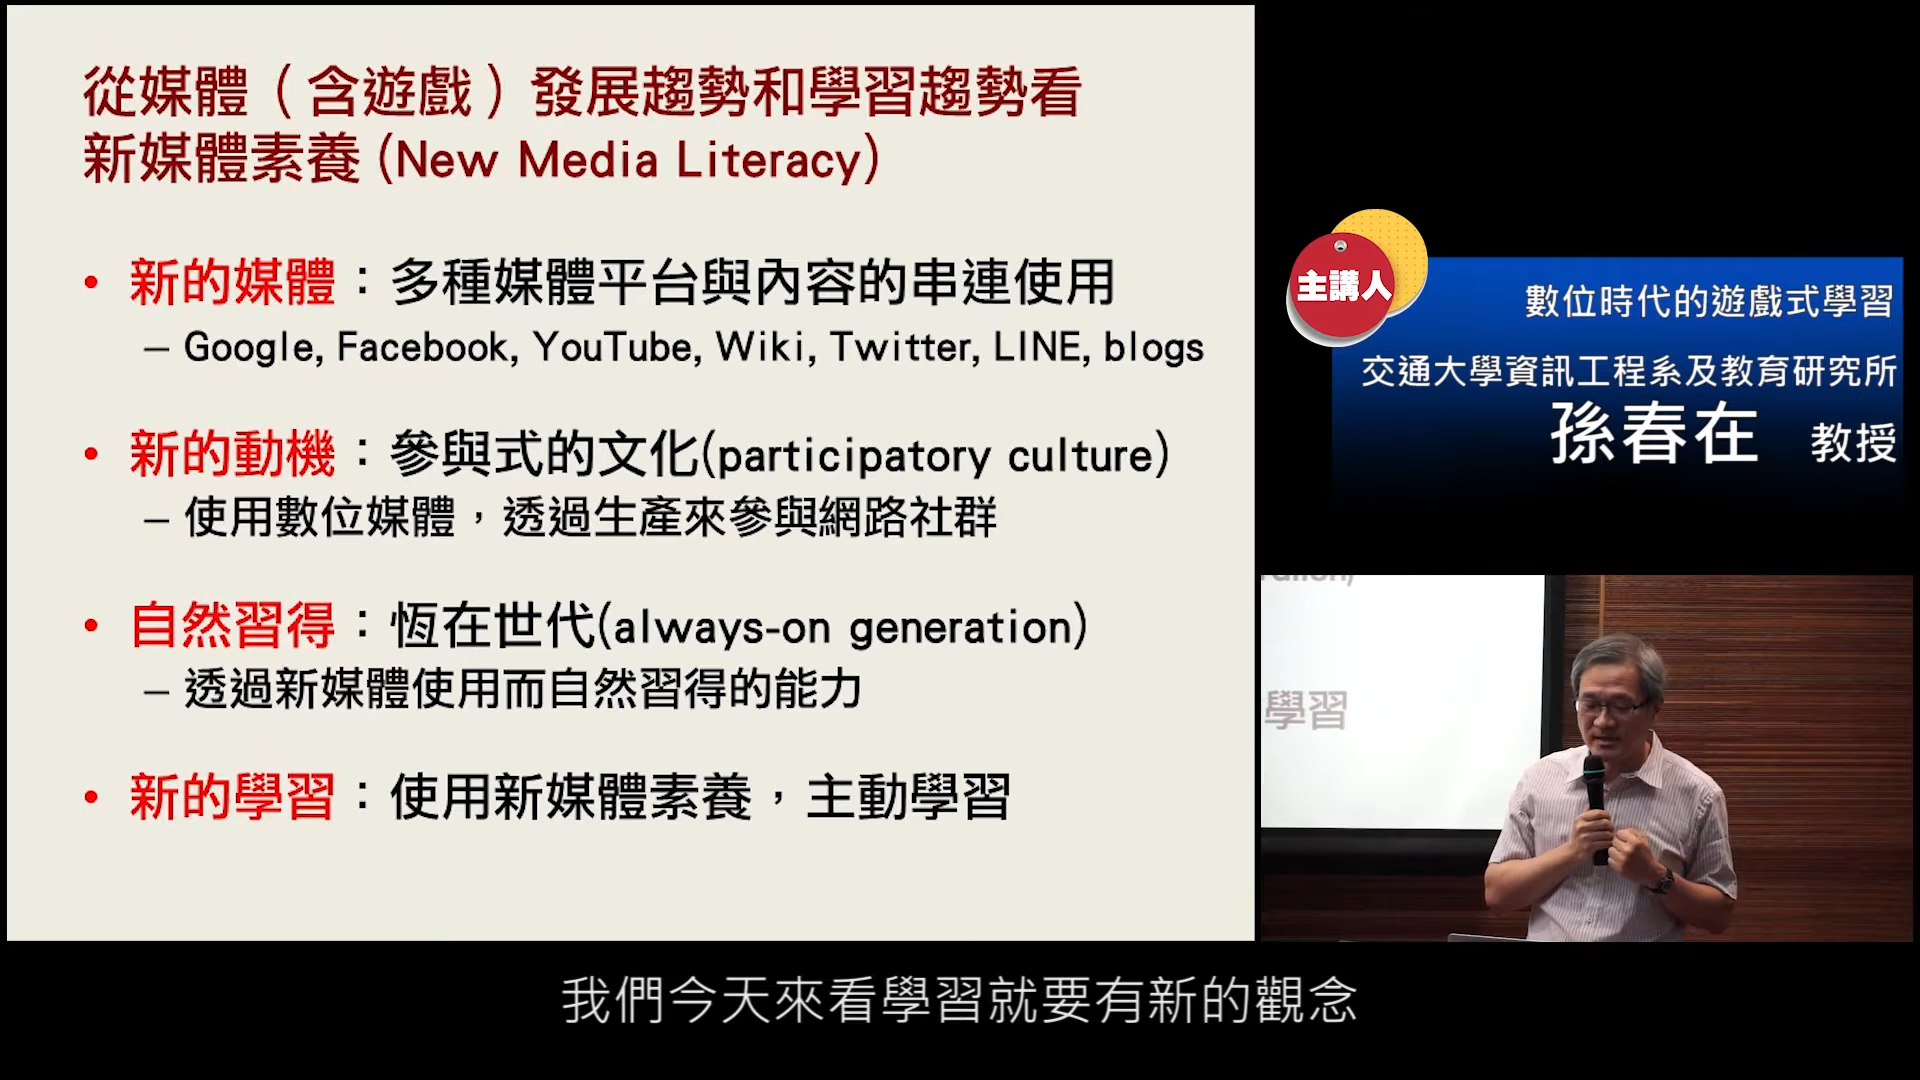 從媒體（含遊戲）發展趨勢和學習趨勢看
新媒體素養 (New Media Literacy)
• 新的媒體：多種媒體平台與內容的串連使用
– Google, Facebook, YouTube, Wiki, Twitter, LINE, blogs
• 新的動機：參與式的文化(participatory culture)
– 使用數位媒體，透過生產來參與網路社群
• 自然習得：恆在世代(always-on generation)
– 透過新媒體使用而自然習得的能力
• 新的學習：使用新媒體素養，主動學習
主講人
數位時代的遊戲式學習
交通大學資訊工程系及教育研究所
孫春在 教授
學習
我們今天來看學習就要有新的觀念